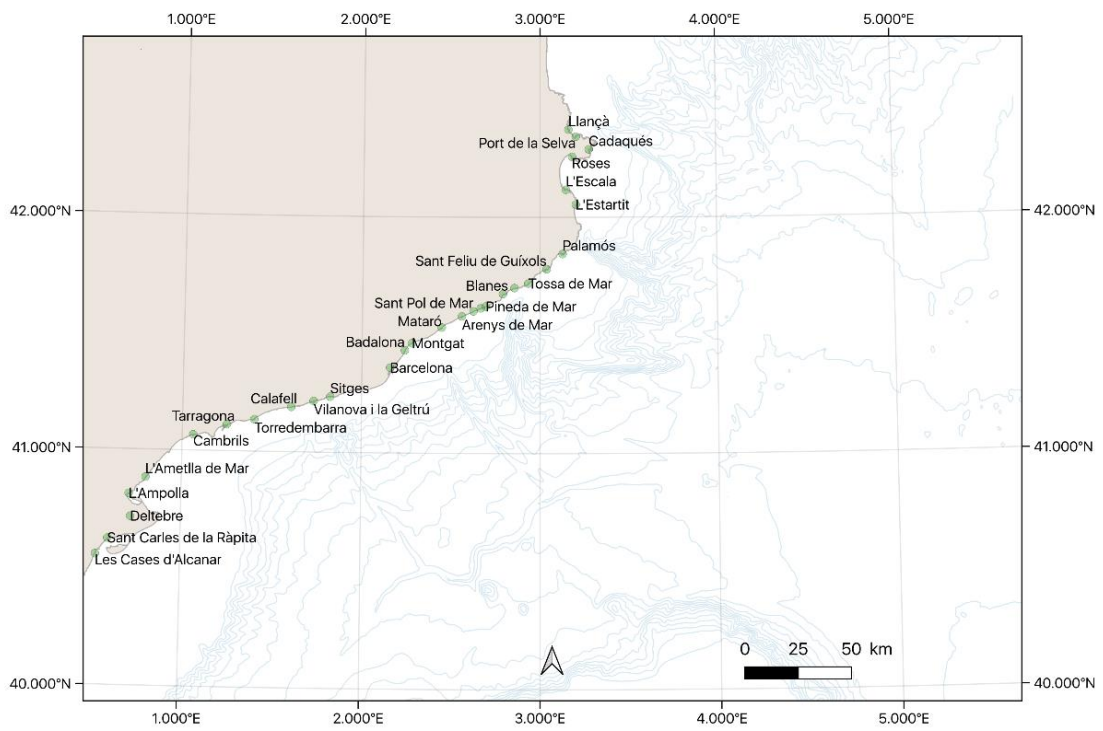 1.000°E 2.000°E 3.000°E 4.000°E 5.000°E
Llançà
Port de la Selva
Cadaqués
Roses
L'Escala
L'Estartit
42.000°N
42.000°N
Palamós
Sant Feliu de Guíxols
Blanes
Tossa de Mar
Sant Pol de Mar
Pineda de Mar
Mataró
Arenys de Mar
Badalona
Montgat
Barcelona
Sitges
Calafell
Vilanova i la Geltrú
Tarragona
Torredembarra
Cambrils
41.000°N
41.000°N
L'Ametlla de Mar
L'Ampolla
Deltebre
Sant Carles de la Ràpita
Les Cases d'Alcanar
0 25 50 km
40.000°N
40.000°N
1.000°E 2.000°E 3.000°E 4.000°E 5.000°E